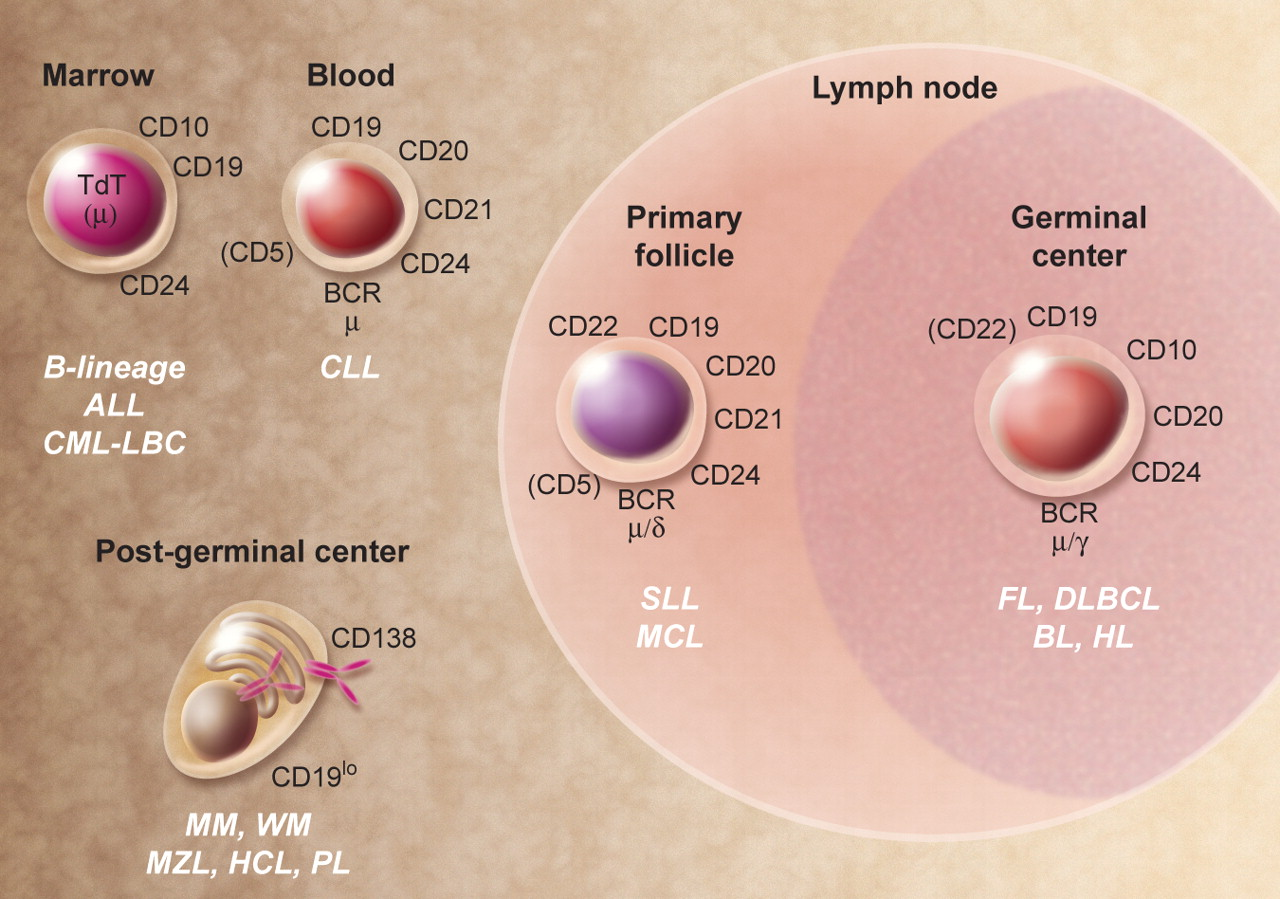 Marrow
CD10
CD19
TdT
(μ)
CD24
B-lineage
ALL
CML-LBC
Blood
CD19
CD20
CD21
CD24
(CD5)
BCR
μ
CLL
Lymph node
Primary
follicle
CD22
CD19
CD20
CD21
CD24
(CD5)
BCR
μ/δ
SLL
MCL
Germinal
center
(CD22)
CD19
CD10
CD20
CD24
BCR
μ/γ
FL, DLBCL
BL, HL
Post-germinal center
CD138
CD19lo
MM, WM
MZL, HCL, PL